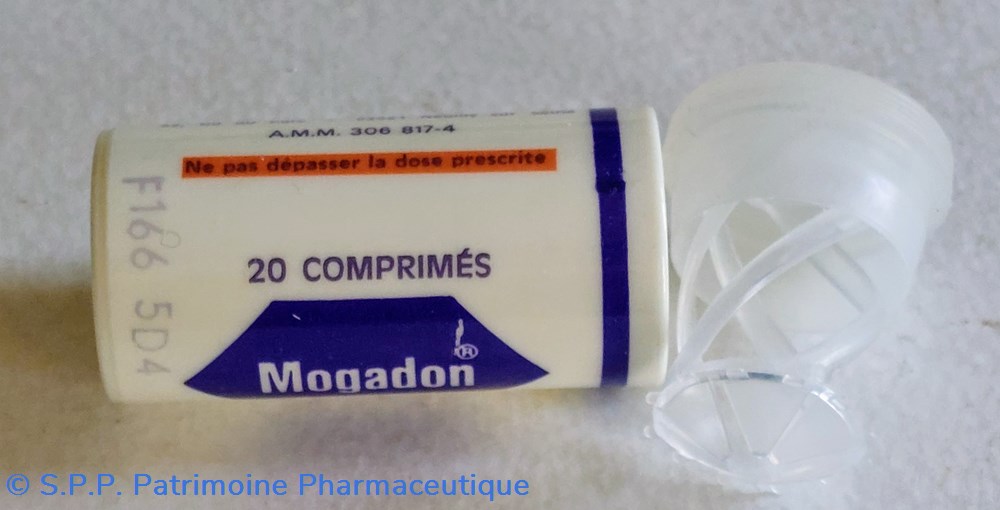 A.M.M. 306 817-4
Ne pas dépasser la dose prescrite
20 COMPRIMÉS
Mogadon®
F166 5D4
© S.P.P. Patrimoine Pharmaceutique